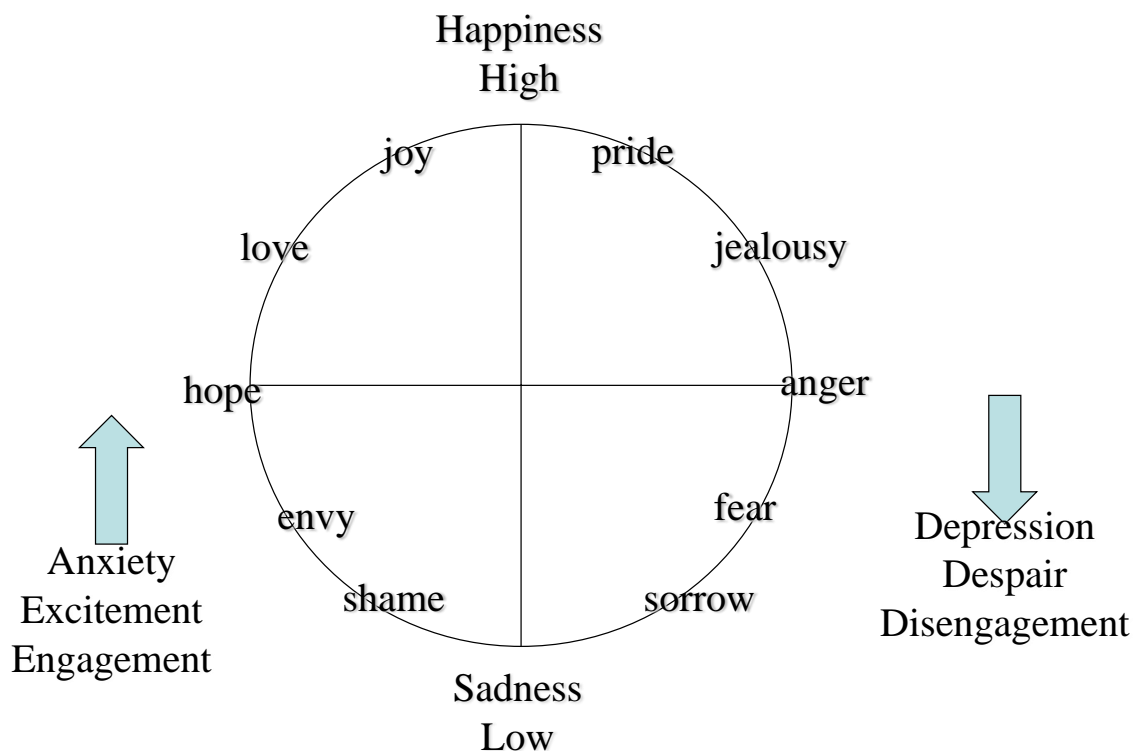 Happiness
High
joy
pride
love
jealousy
hope
anger
envy
fear
Anxiety
Excitement
Engagement
Depression
Despair
Disengagement
shame
sorrow
Sadness
Low